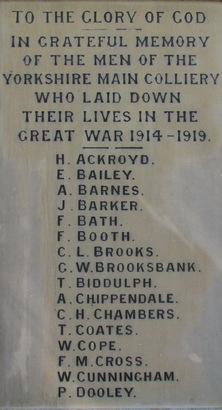 TO THE GLORY OF GOD
IN GRATEFUL MEMORY
OF THE MEN OF THE
YORKSHIRE MAIN COLLIERY
WHO LAID DOWN
THEIR LIVES IN THE
GREAT WAR 1914-1919.
H. ACKROYD.
E. BAILEY.
A. BARNES.
J. BARKER.
F. BATH.
F. BOOTH.
C. L. BROOKS.
G. W. BROOKSBANK.
T. BIDDULPH.
A. CHIPPENDALE.
C. H. CHAMBERS.
T. COATES.
W. COPE.
F. M. CROSS.
W. CUNNINGHAM.
P. DOOLEY.